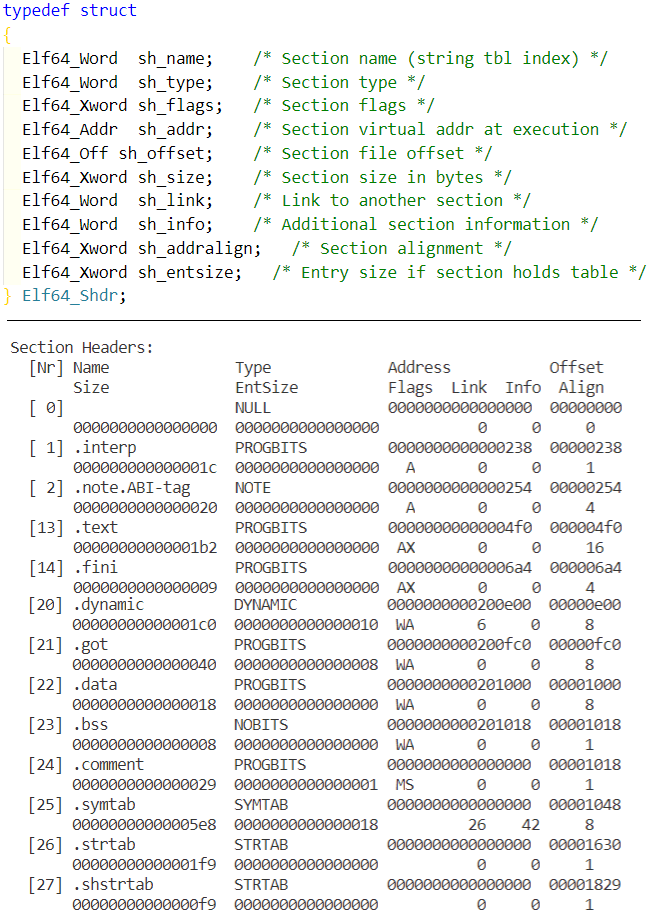 typedef struct
{
Elf64_Word sh_name; /* Section name (string tbl index) */
Elf64_Word sh_type; /* Section type */
Elf64_Xword sh_flags; /* Section flags */
Elf64_Addr sh_addr; /* Section virtual addr at execution */
Elf64_Off sh_offset; /* Section file offset */
Elf64_Xword sh_size; /* Section size in bytes */
Elf64_Word sh_link; /* Link to another section */
Elf64_Word sh_info; /* Additional section information */
Elf64_Xword sh_addralign; /* Section alignment */
Elf64_Xword sh_entsize; /* Entry size if section holds table */
} Elf64_Shdr;
Section Headers:
[Nr] Name Type Address Offset
Size EntSize Flags Link Info Align
[ 0] NULL 0000000000000000 00000000
0000000000000000 0000000000000000 0 0 0
[ 1] .interp PROGBITS 0000000000000238 00000238
000000000000001c 0000000000000000 A 0 0 1
[ 2] .note.ABI-tag NOTE 0000000000000254 00000254
0000000000000020 0000000000000000 A 0 0 4
[13] .text PROGBITS 00000000000004f0 000004f0
00000000000001b2 0000000000000000 AX 0 0 16
[14] .fini PROGBITS 00000000000006a4 000006a4
0000000000000009 0000000000000000 AX 0 0 4
[20] .dynamic DYNAMIC 0000000000200e00 00000e00
00000000000001c0 0000000000000010 WA 6 0 8
[21] .got PROGBITS 0000000000200fc0 00000fc0
0000000000000040 0000000000000008 WA 0 0 8
[22] .data PROGBITS 0000000000201000 00001000
0000000000000018 0000000000000000 WA 0 0 8
[23] .bss NOBITS 0000000000201018 00001018
0000000000000008 0000000000000000 WA 0 0 1
[24] .comment PROGBITS 0000000000000000 00001018
0000000000000029 0000000000000001 MS 0 0 1
[25] .symtab SYMTAB 0000000000000000 00001048
00000000000005e8 0000000000000018 26 42 8
[26] .strtab STRTAB 0000000000000000 00001630
00000000000001f9 0000000000000000 0 0 1
[27] .shstrtab STRTAB 0000000000000000 00001829
00000000000000f9 0000000000000000 0 0 1